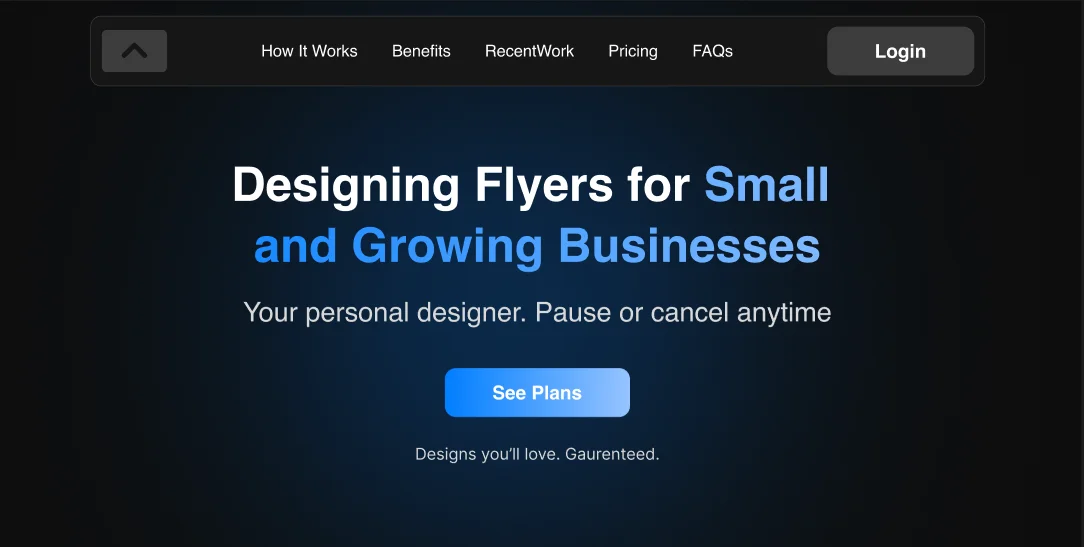 How It Works Benefits RecentWork Pricing FAQs Login
Designing Flyers for Small
and Growing Businesses
Your personal designer. Pause or cancel anytime
See Plans
Designs you’ll love. Gaurenteed.